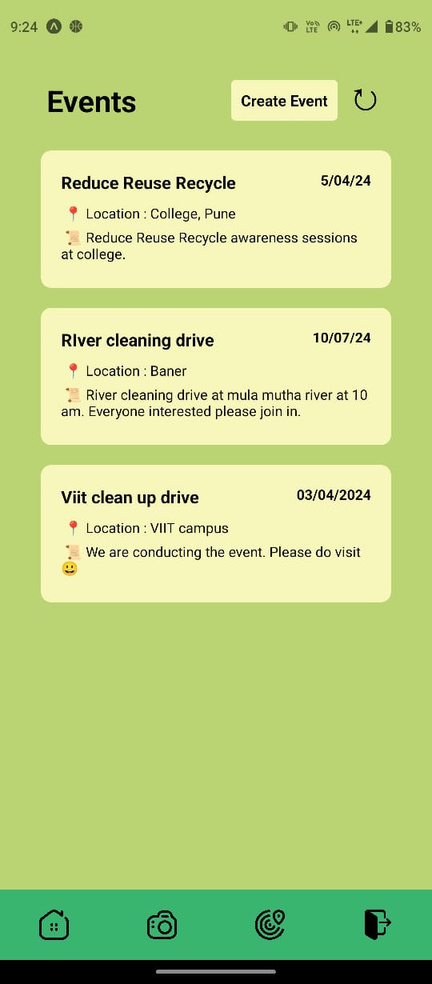 9:24
VoLTE LTE+ 83%
Events
Create Event
Reduce Reuse Recycle
5/04/24
📍 Location : College, Pune
📜 Reduce Reuse Recycle awareness sessions
at college.
RIver cleaning drive
10/07/24
📍 Location : Baner
📜 River cleaning drive at mula mutha river at 10
am. Everyone interested please join in.
Viit clean up drive
03/04/2024
📍 Location : VIIT campus
📜 We are conducting the event. Please do visit
😀